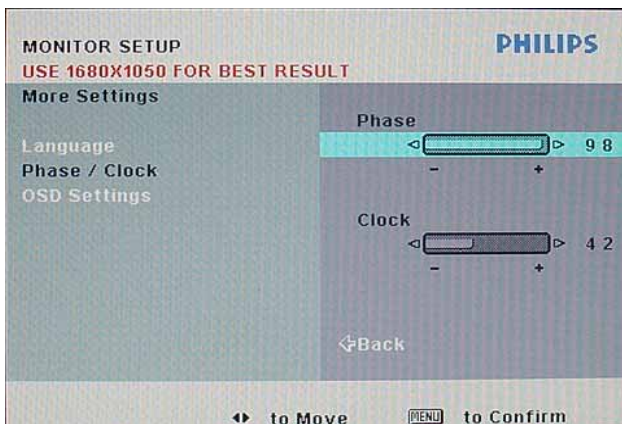 MONITOR SETUP
PHILIPS
USE 1680X1050 FOR BEST RESULT
More Settings
Language
Phase / Clock
OSD Settings
Phase
98
- +
Clock
42
- +
Back
to Move
MENU to Confirm